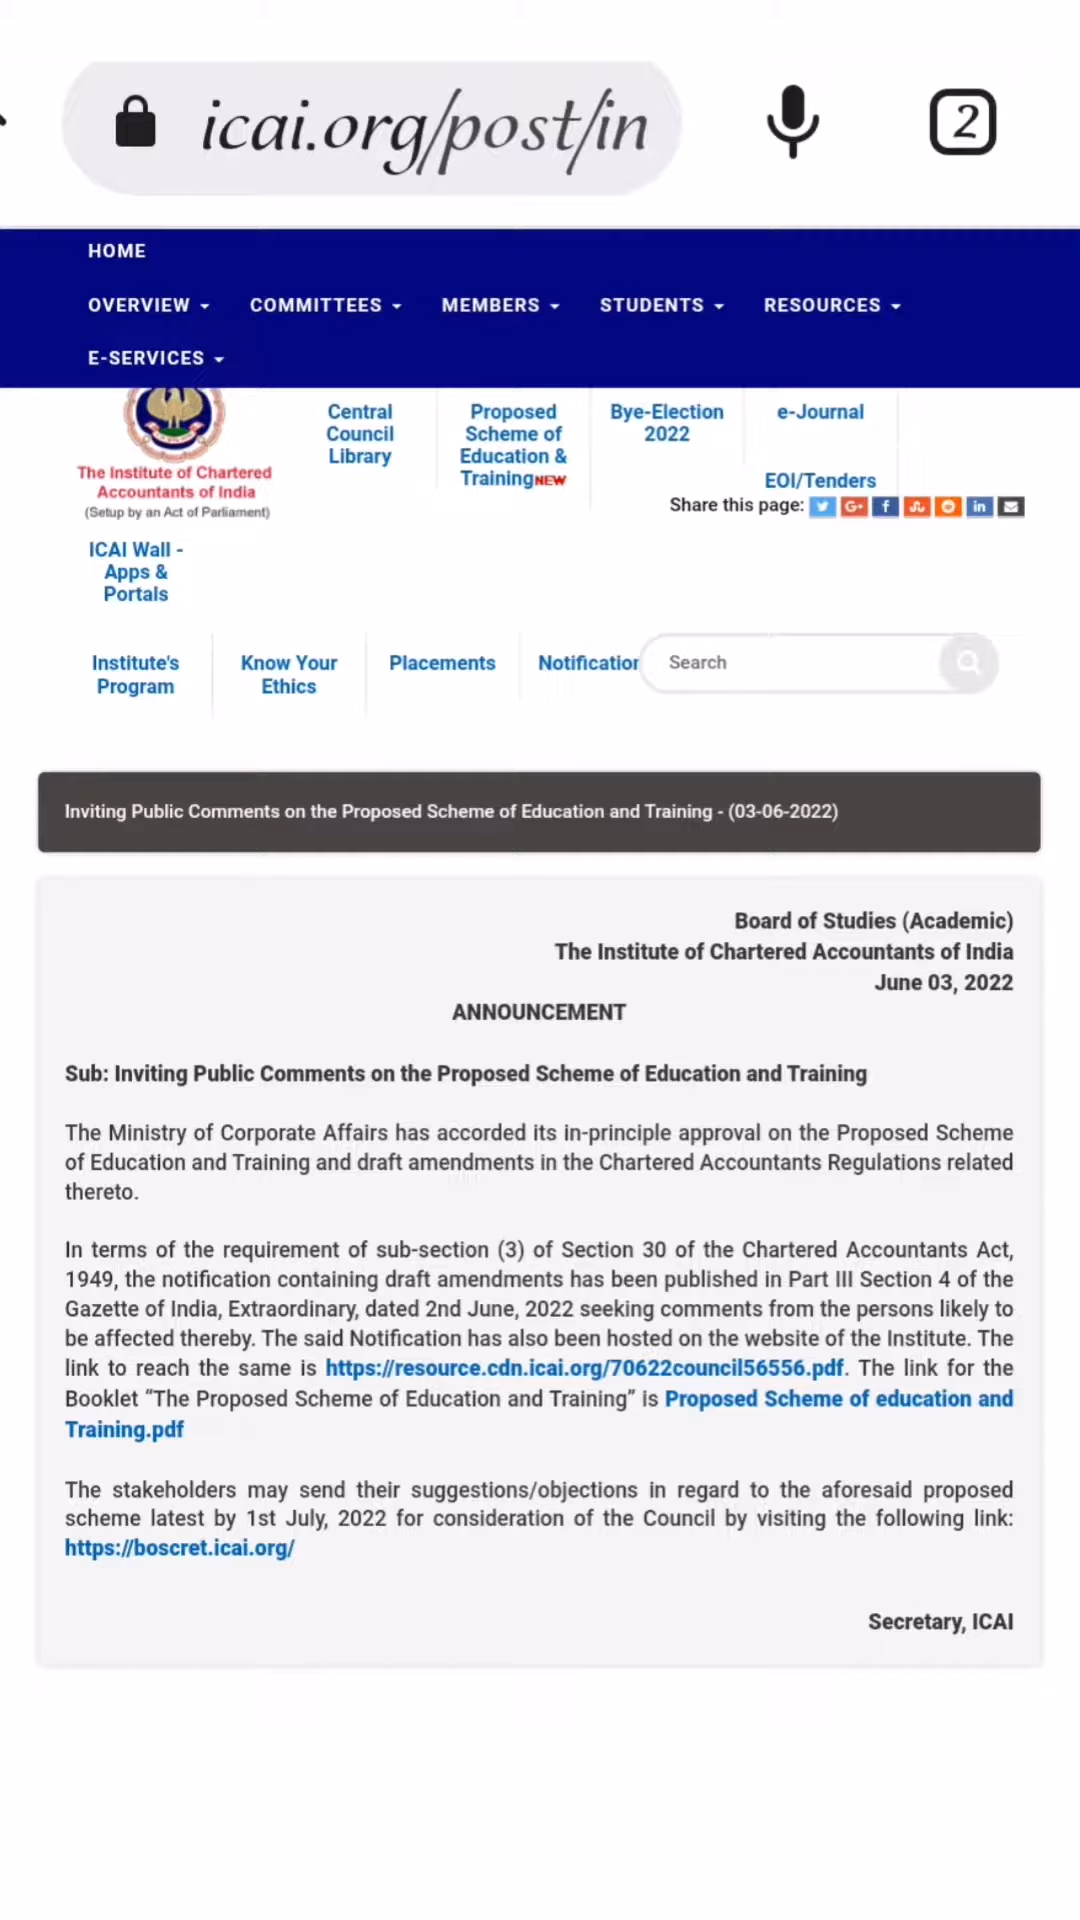 icai.org/post/in
2
HOME
OVERVIEW
COMMITTEES
MEMBERS
STUDENTS
RESOURCES
E-SERVICES
The Institute of Chartered
Accountants of India
(Setup by an Act of Parliament)
Central
Council
Library
Proposed
Scheme of
Education &
TrainingNEW
Bye-Election
2022
e-Journal
EOI/Tenders
Share this page:
G+
f
in
ICAI Wall -
Apps &
Portals
Institute's
Program
Know Your
Ethics
Placements
Notification
Search
Inviting Public Comments on the Proposed Scheme of Education and Training - (03-06-2022)
Board of Studies (Academic)
The Institute of Chartered Accountants of India
June 03, 2022
ANNOUNCEMENT
Sub: Inviting Public Comments on the Proposed Scheme of Education and Training
The Ministry of Corporate Affairs has accorded its in-principle approval on the Proposed Scheme
of Education and Training and draft amendments in the Chartered Accountants Regulations related
thereto.
In terms of the requirement of sub-section (3) of Section 30 of the Chartered Accountants Act,
1949, the notification containing draft amendments has been published in Part III Section 4 of the
Gazette of India, Extraordinary, dated 2nd June, 2022 seeking comments from the persons likely to
be affected thereby. The said Notification has also been hosted on the website of the Institute. The
link to reach the same is https://resource.cdn.icai.org/70622council56556.pdf. The link for the
Booklet “The Proposed Scheme of Education and Training” is Proposed Scheme of education and
Training.pdf
The stakeholders may send their suggestions/objections in regard to the aforesaid proposed
scheme latest by 1st July, 2022 for consideration of the Council by visiting the following link:
https://boscret.icai.org/
Secretary, ICAI